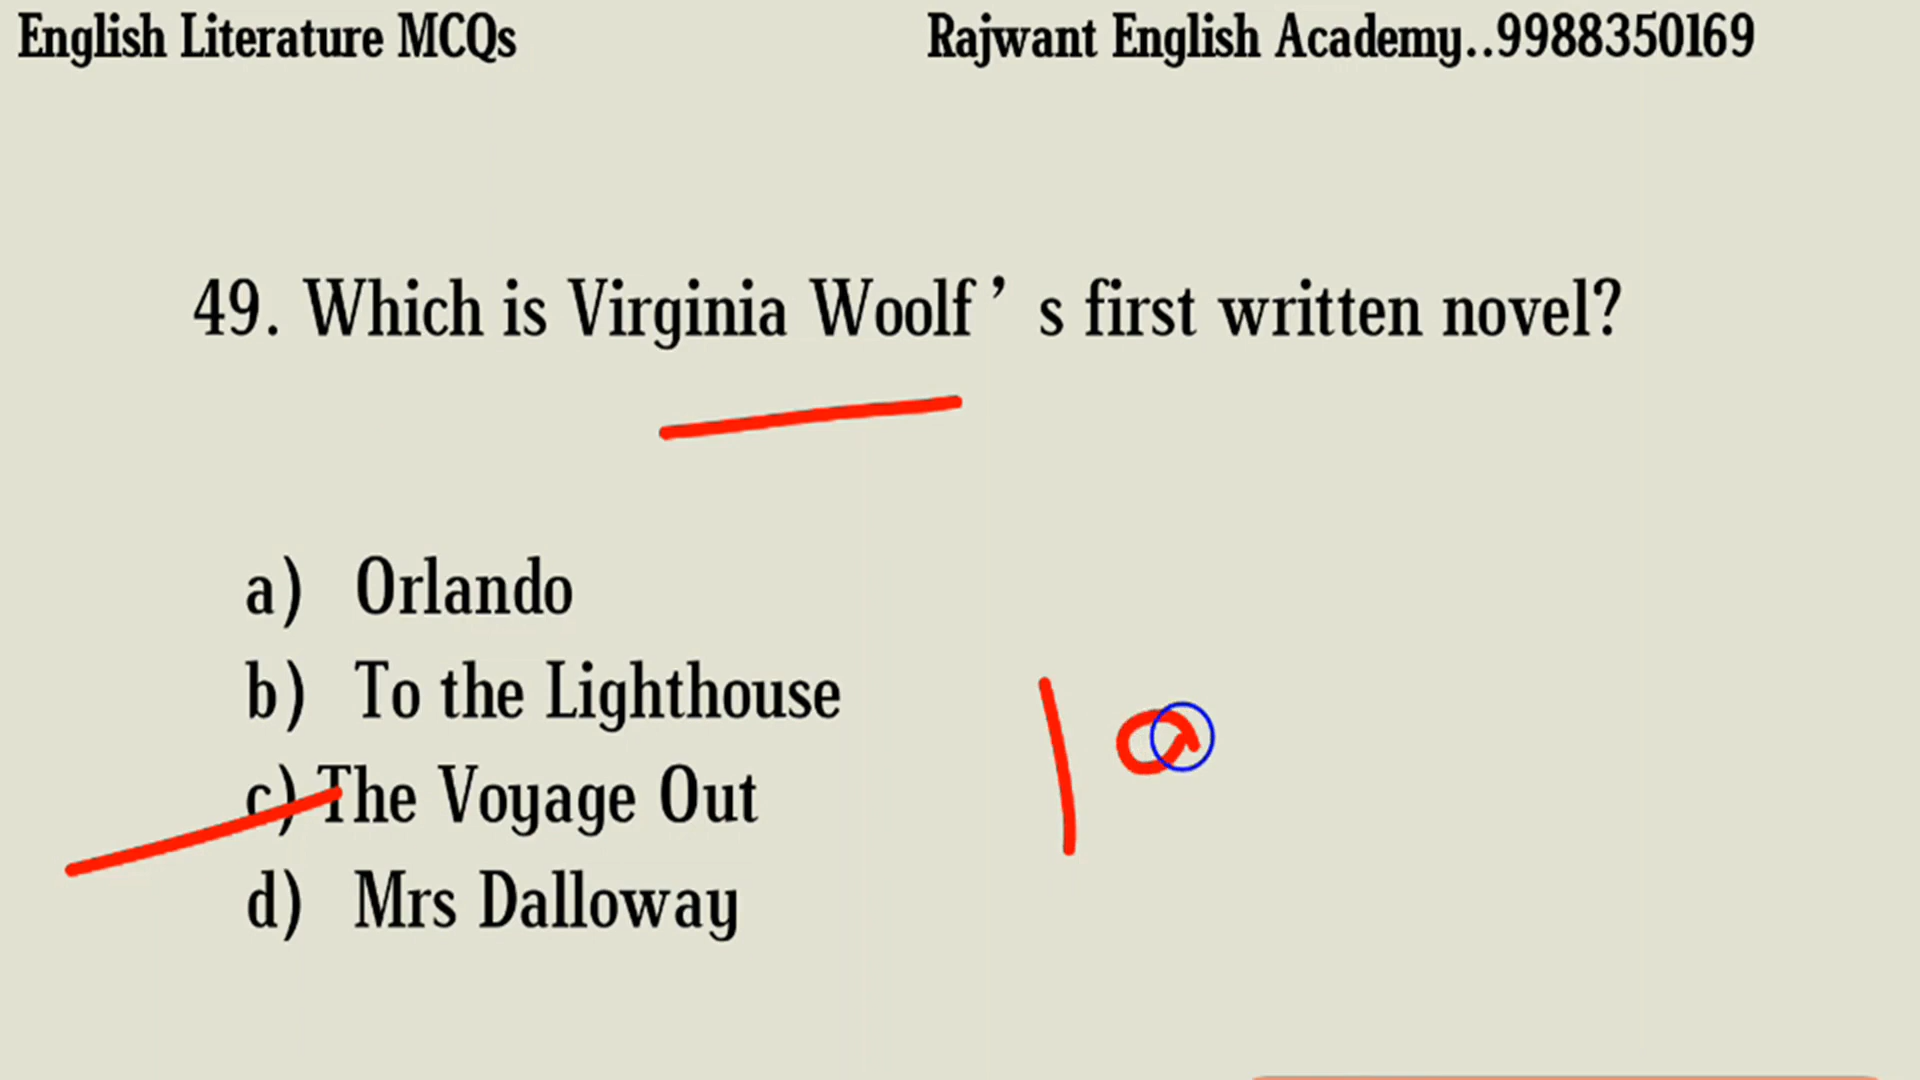 English Literature MCQs Rajwant English Academy..9988350169
49. Which is Virginia Woolf’ s first written novel?
a) Orlando
b) To the Lighthouse
c) The Voyage Out
d) Mrs Dalloway